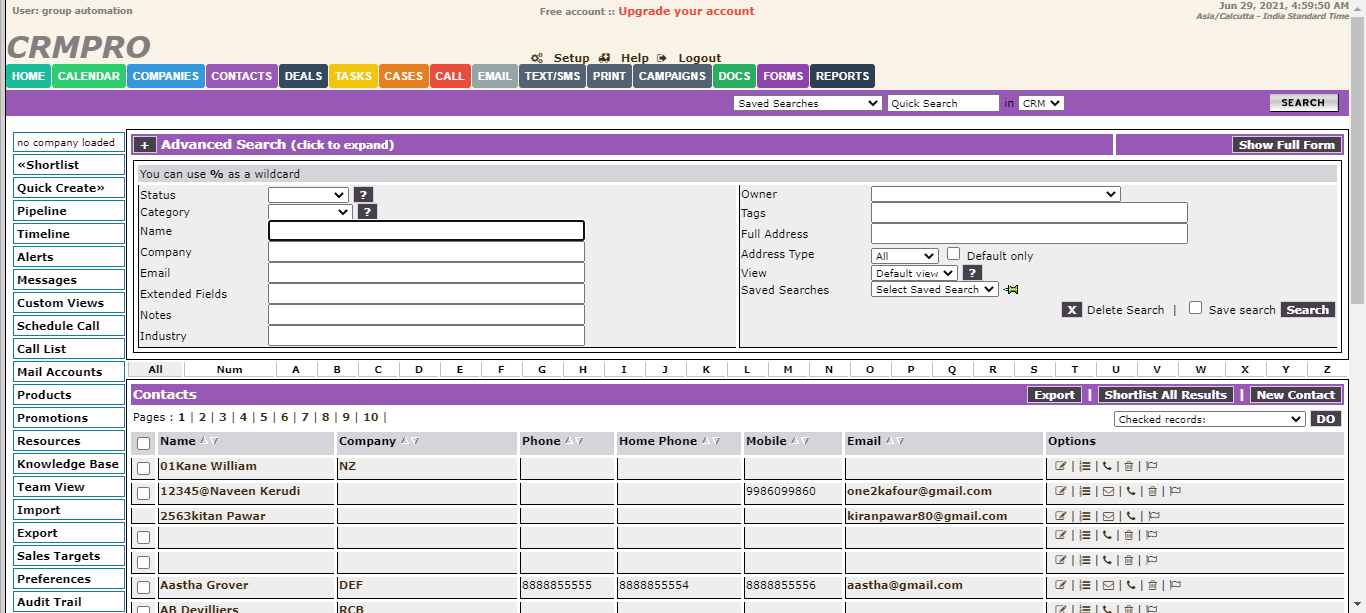 User: group automation
Free account :: Upgrade your account
Jun 29, 2021, 4:59:50 AM
Asia/Calcutta - India Standard Time
CRMPRO
Setup Help Logout
HOME CALENDAR COMPANIES CONTACTS DEALS TASKS CASES CALL EMAIL TEXT/SMS PRINT CAMPAIGNS DOCS FORMS REPORTS
Saved Searches Quick Search in CRM SEARCH
no company loaded
«Shortlist
Quick Create»
Pipeline
Timeline
Alerts
Messages
Custom Views
Schedule Call
Call List
Mail Accounts
Products
Promotions
Resources
Knowledge Base
Team View
Import
Export
Sales Targets
Preferences
Audit Trail
+ Advanced Search (click to expand) Show Full Form
You can use % as a wildcard
Status ?
Category ?
Name
Company
Email
Extended Fields
Notes
Industry
Owner
Tags
Full Address
Address Type All Default only
View Default view ?
Saved Searches Select Saved Search
X Delete Search | Save search Search
All Num A B C D E F G H I J K L M N O P Q R S T U V W X Y Z
Contacts Export | Shortlist All Results | New Contact
Pages : 1 | 2 | 3 | 4 | 5 | 6 | 7 | 8 | 9 | 10 |
Checked records: DO
Name Company Phone Home Phone Mobile Email Options
01Kane William NZ
12345@Naveen Kerudi 9986099860 one2kafour@gmail.com
2563kitan Pawar kiranpawar80@gmail.com
Aastha Grover DEF 8888855555 8888855554 8888855556 aastha@gmail.com
AB Devilliers RCB